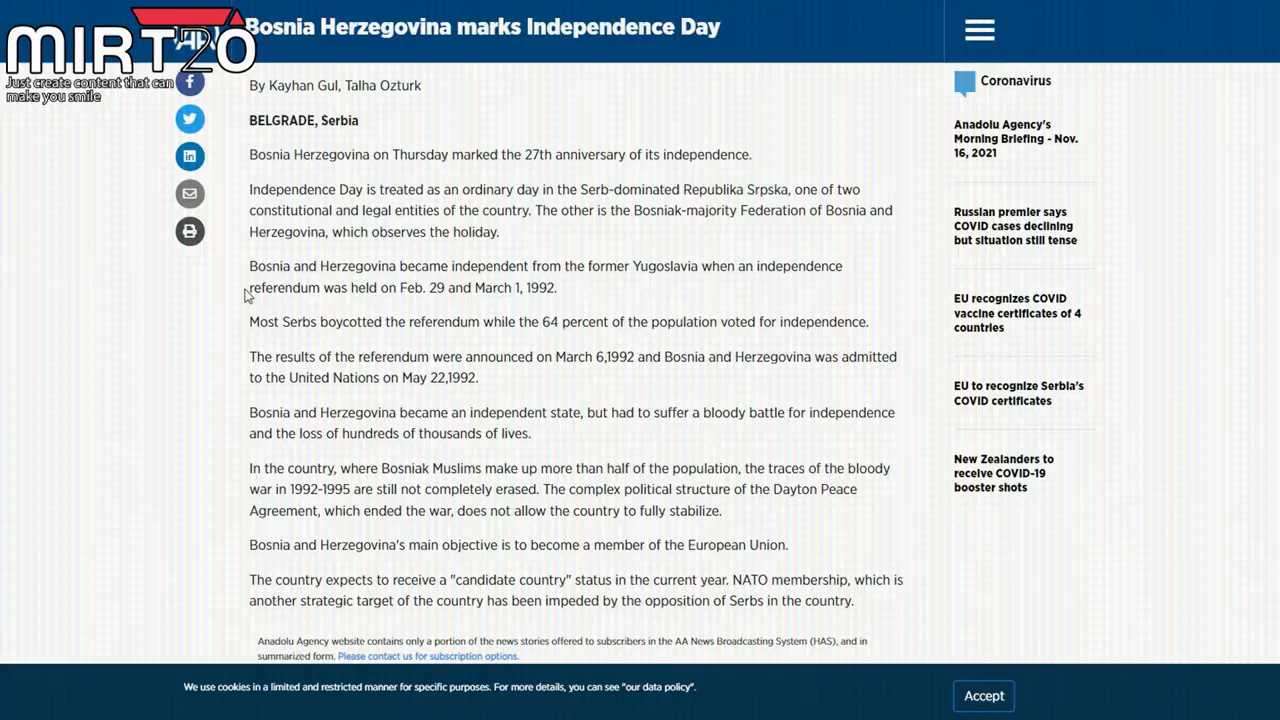 Bosnia Herzegovina marks Independence Day
MIRT20
Just create content that can
make you smile
By Kayhan Gul, Talha Ozturk
BELGRADE, Serbia
Bosnia Herzegovina on Thursday marked the 27th anniversary of its independence.
Independence Day is treated as an ordinary day in the Serb-dominated Republika Srpska, one of two
constitutional and legal entities of the country. The other is the Bosniak-majority Federation of Bosnia and
Herzegovina, which observes the holiday.
Bosnia and Herzegovina became independent from the former Yugoslavia when an independence
referendum was held on Feb. 29 and March 1, 1992.
Most Serbs boycotted the referendum while the 64 percent of the population voted for independence.
The results of the referendum were announced on March 6,1992 and Bosnia and Herzegovina was admitted
to the United Nations on May 22,1992.
Bosnia and Herzegovina became an independent state, but had to suffer a bloody battle for independence
and the loss of hundreds of thousands of lives.
In the country, where Bosniak Muslims make up more than half of the population, the traces of the bloody
war in 1992-1995 are still not completely erased. The complex political structure of the Dayton Peace
Agreement, which ended the war, does not allow the country to fully stabilize.
Bosnia and Herzegovina's main objective is to become a member of the European Union.
The country expects to receive a "candidate country" status in the current year. NATO membership, which is
another strategic target of the country has been impeded by the opposition of Serbs in the country.
Anadolu Agency website contains only a portion of the news stories offered to subscribers in the AA News Broadcasting System (HAS), and in
summarized form. Please contact us for subscription options.
Coronavirus
Anadolu Agency's
Morning Briefing - Nov.
16, 2021
Russian premier says
COVID cases declining
but situation still tense
EU recognizes COVID
vaccine certificates of 4
countries
EU to recognize Serbia's
COVID certificates
New Zealanders to
receive COVID-19
booster shots
We use cookies in a limited and restricted manner for specific purposes. For more details, you can see "our data policy".
Accept